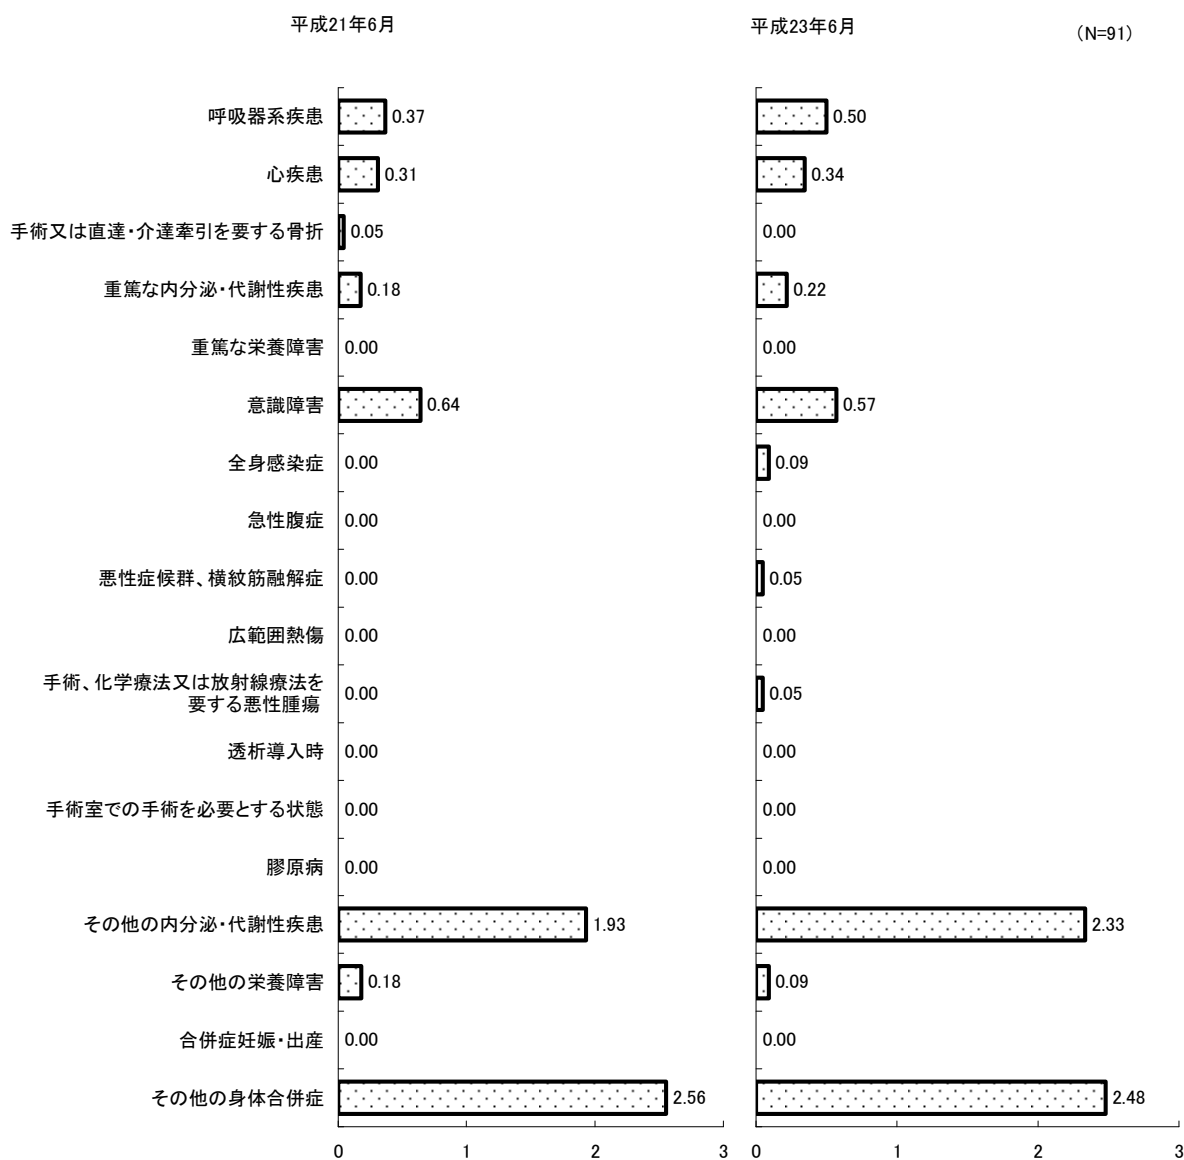 平成21年6月 平成23年6月 (N=91)
呼吸器系疾患 0.37 0.50
心疾患 0.31 0.34
手術又は直達・介達牽引を要する骨折 0.05 0.00
重篤な内分泌・代謝性疾患 0.18 0.22
重篤な栄養障害 0.00 0.00
意識障害 0.64 0.57
全身感染症 0.00 0.09
急性腹症 0.00 0.00
悪性症候群、横紋筋融解症 0.00 0.05
広範囲熱傷 0.00 0.00
手術、化学療法又は放射線療法を
要する悪性腫瘍 0.00 0.05
透析導入時 0.00 0.00
手術室での手術を必要とする状態 0.00 0.00
膠原病 0.00 0.00
その他の内分泌・代謝性疾患 1.93 2.33
その他の栄養障害 0.18 0.09
合併症妊娠・出産 0.00 0.00
その他の身体合併症 2.56 2.48
0 1 2 3 0 1 2 3